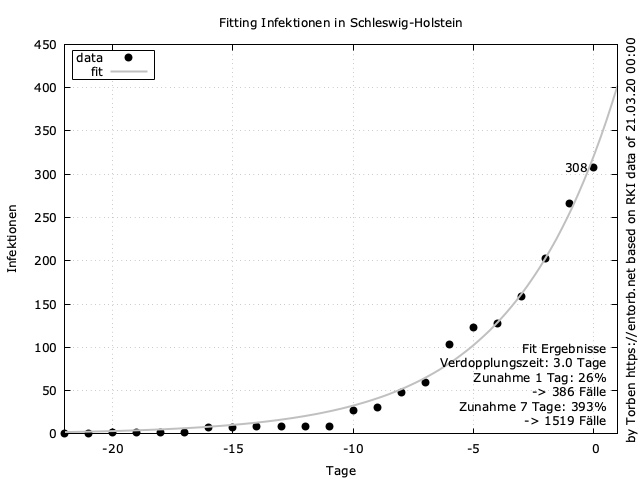 Fitting Infektionen in Schleswig-Holstein
data
fit
450
400
350
300
250
200
150
100
50
0
Infektionen
308
Fit Ergebnisse
Verdopplungszeit: 3.0 Tage
Zunahme 1 Tag: 26%
-> 386 Fälle
Zunahme 7 Tage: 393%
-> 1519 Fälle
-20 -15 -10 -5 0
Tage
by Torben https://entorb.net based on RKI data of 21.03.20 00:00